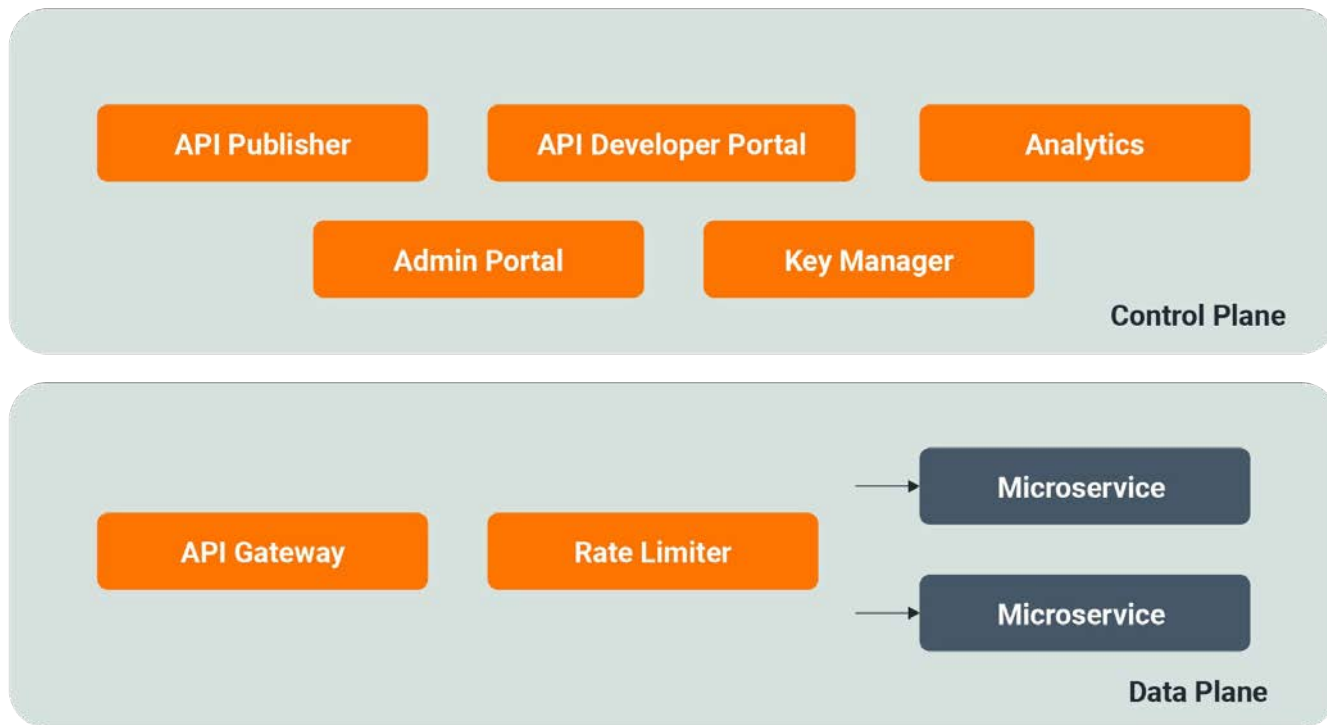 API Publisher
API Developer Portal
Analytics
Admin Portal
Key Manager
Control Plane
API Gateway
Rate Limiter
Microservice
Microservice
Data Plane